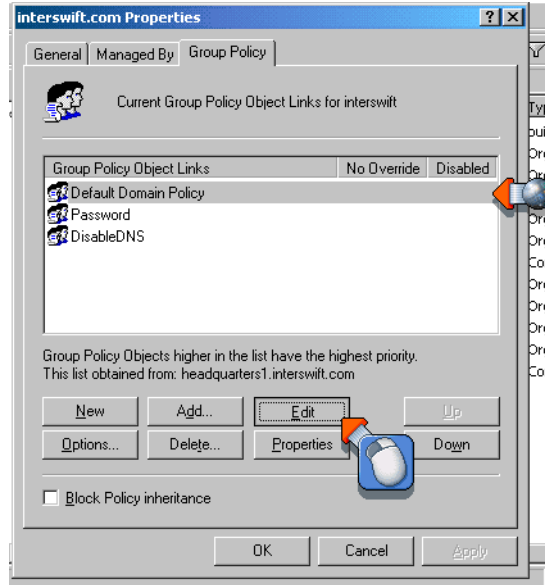 interswift.com Properties
General Managed By Group Policy
Current Group Policy Object Links for interswift
Group Policy Object Links No Override Disabled
Default Domain Policy
Password
DisableDNS
Group Policy Objects higher in the list have the highest priority.
This list obtained from: headquarters1.interswift.com
New Add... Edit Up
Options... Delete... Properties Down
Block Policy inheritance
OK Cancel Apply